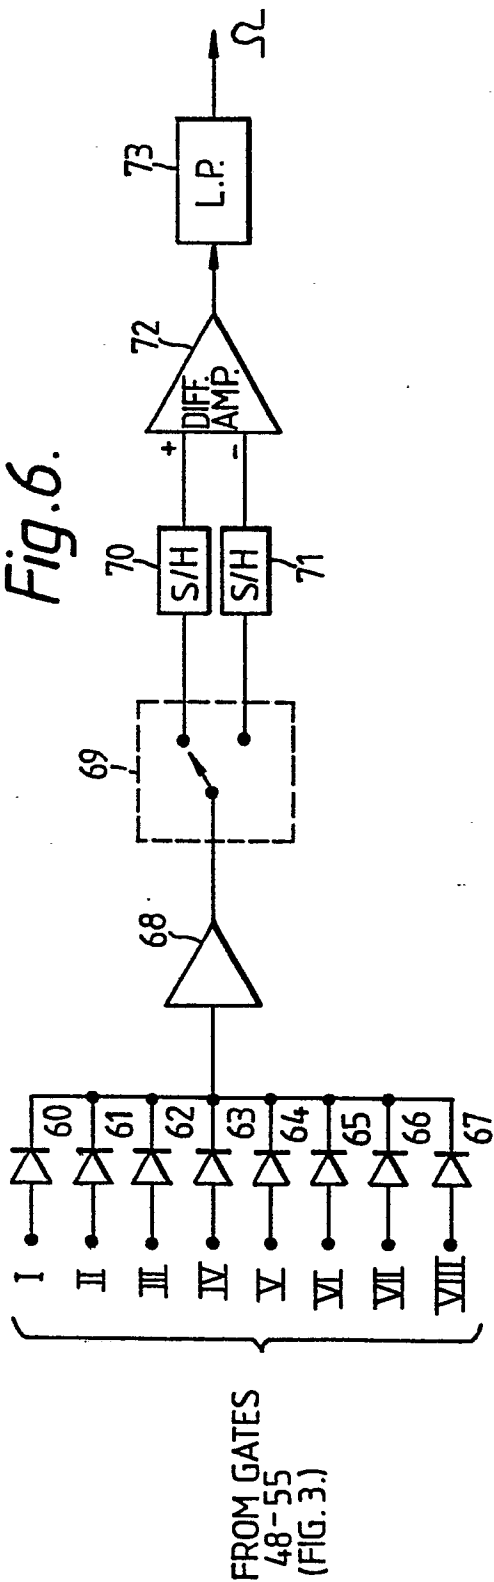 Fig.6.
FROM GATES
48-55
(FIG.3.)
I
II
III
IV
V
VI
VII
VIII
60
61
62
63
64
65
66
67
68
69
70
S/H
S/H
71
72
+
-
DIFF.
AMP.
73
L.P.
Ω